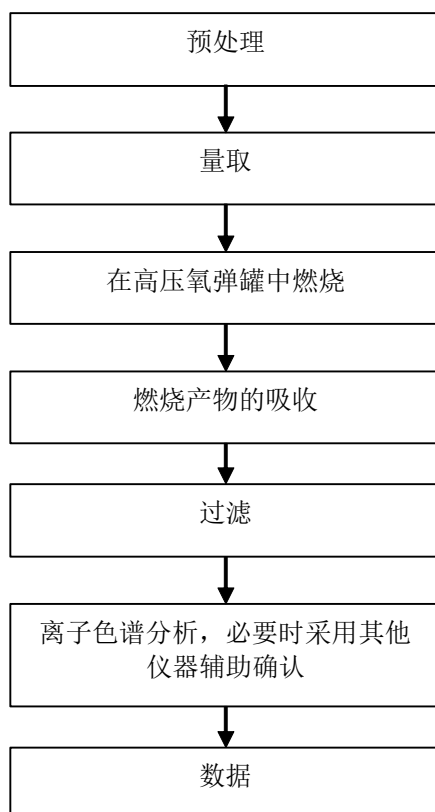 预处理
量取
在高压氧弹罐中燃烧
燃烧产物的吸收
过滤
离子色谱分析，必要时采用其他
仪器辅助确认
数据